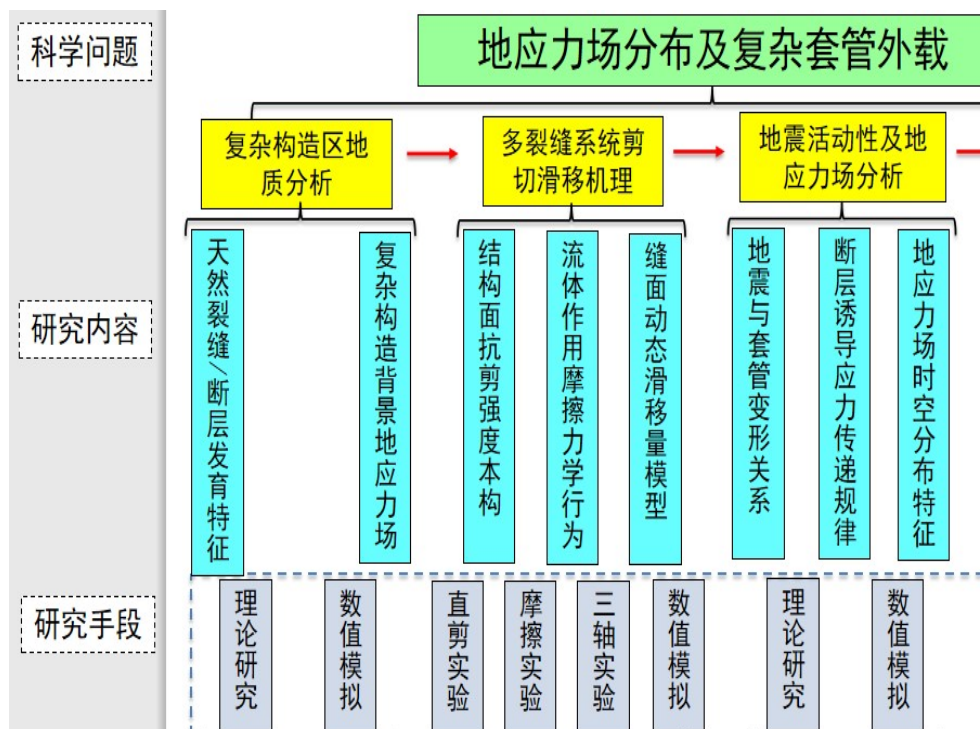 科学问题
地应力场分布及复杂套管外载
复杂构造区地
质分析
多裂缝系统剪
切滑移机理
地震活动性及地
应力场分析
研究内容
天然裂缝/断层发育特征
复杂构造背景地应力场
结构面抗剪强度本构
流体作用摩擦力学行为
缝面动态滑移量模型
地震与套管变形关系
断层诱导应力传递规律
地应力场时空分布特征
研究手段
理论研究
数值模拟
直剪实验
摩擦实验
三轴实验
数值模拟
理论研究
数值模拟